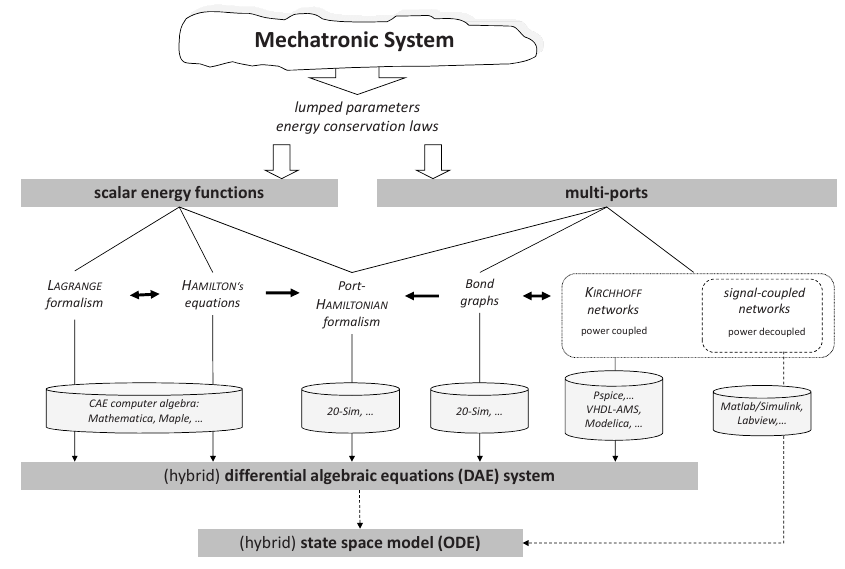 Mechatronic System
lumped parameters
energy conservation laws
scalar energy functions
multi-ports
LAGRANGE
formalism
HAMILTON's
equations
Port-
HAMILTONIAN
formalism
Bond
graphs
KIRCHHOFF
networks
power coupled
signal-coupled
networks
power decoupled
CAE computer algebra:
Mathematica, Maple, ...
20-Sim, ...
20-Sim, ...
Pspice,...
VHDL-AMS,
Modelica, ...
Matlab/Simulink,
Labview,...
(hybrid) differential algebraic equations (DAE) system
(hybrid) state space model (ODE)